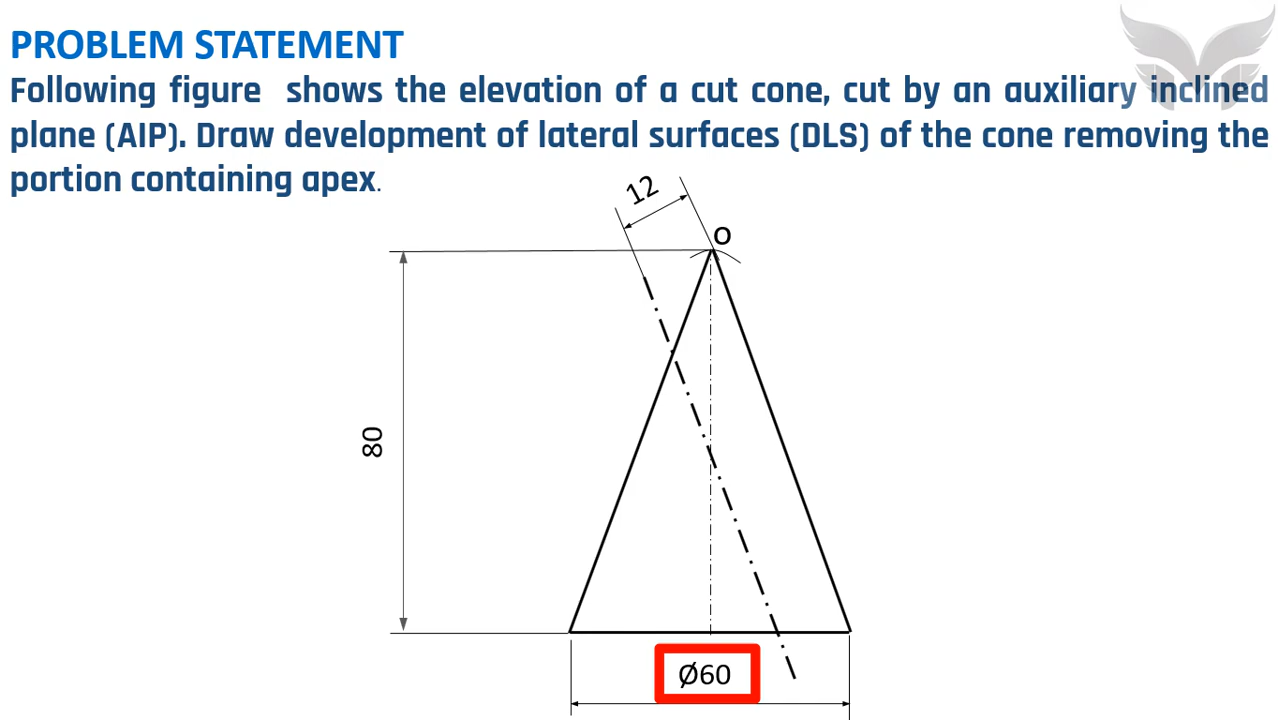 PROBLEM STATEMENT
Following figure shows the elevation of a cut cone, cut by an auxiliary inclined
plane (AIP). Draw development of lateral surfaces (DLS) of the cone removing the
portion containing apex.
12
O
80
Ø60